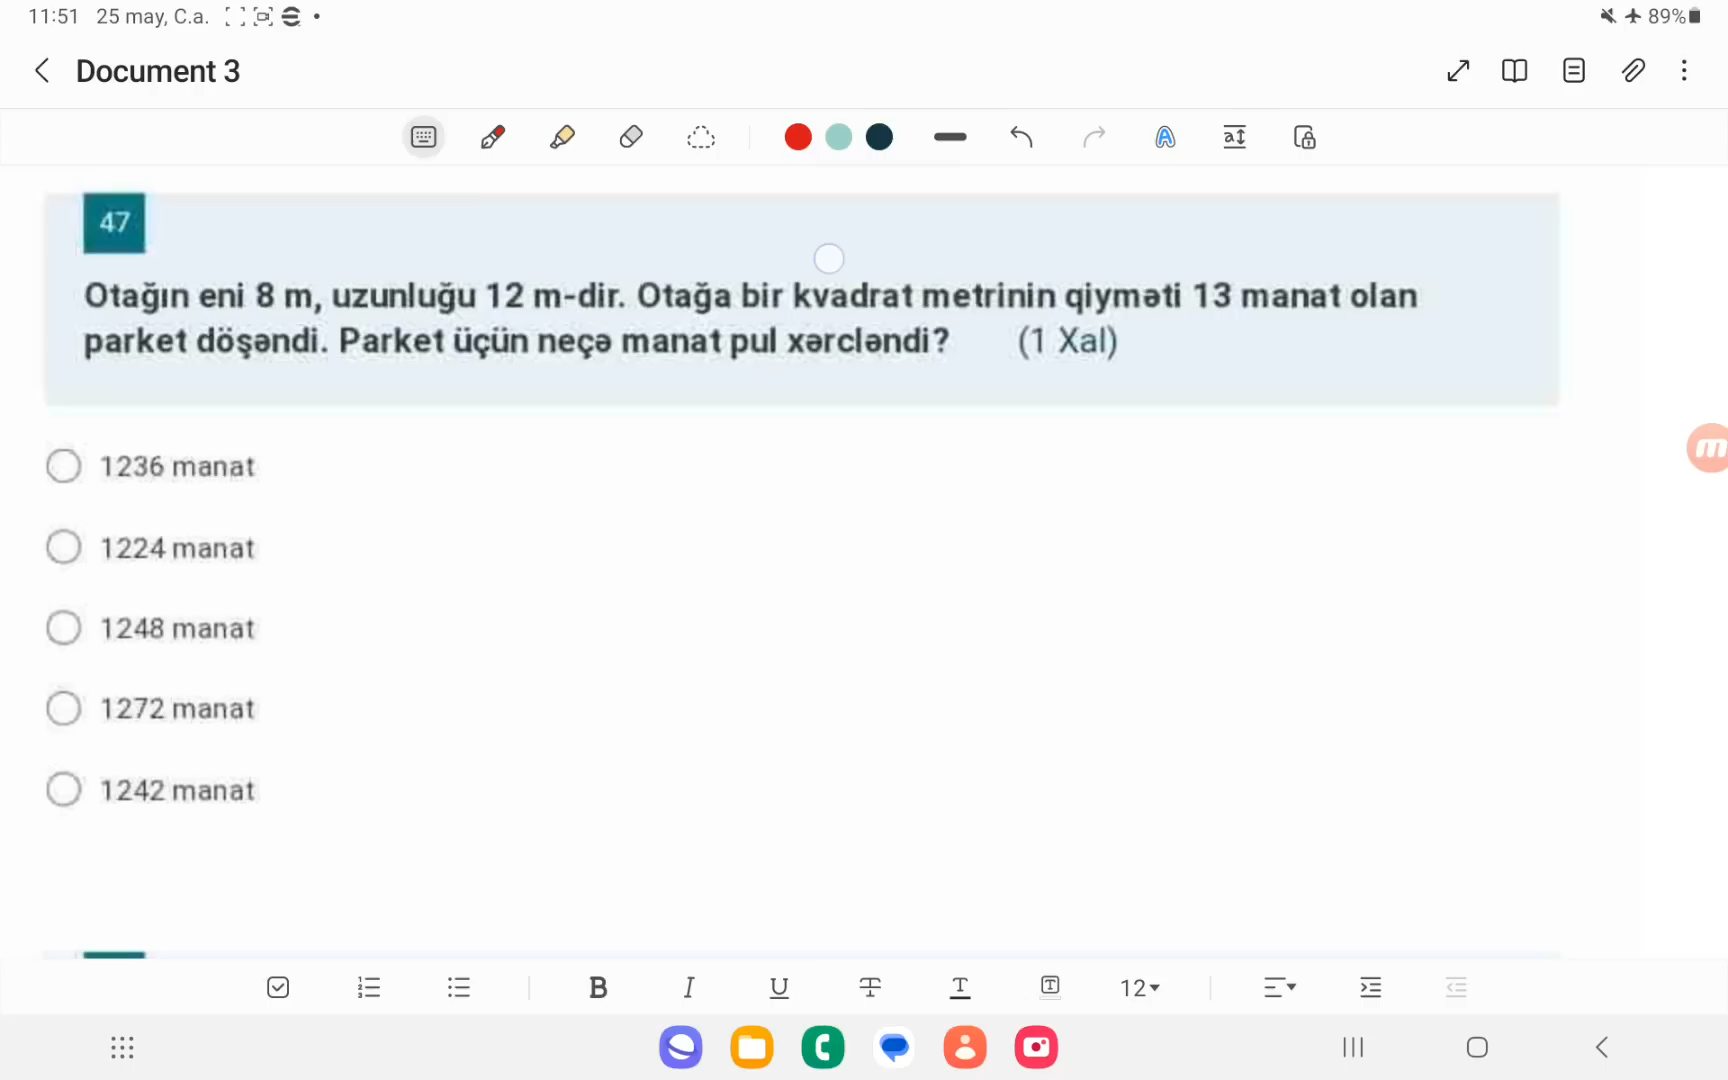 11:51 25 may, C.a.
89%
Document 3
47
Otağın eni 8 m, uzunluğu 12 m-dir. Otağa bir kvadrat metrinin qiyməti 13 manat olan
parket döşəndi. Parket üçün neçə manat pul xərcləndi? (1 Xal)
1236 manat
1224 manat
1248 manat
1272 manat
1242 manat
12